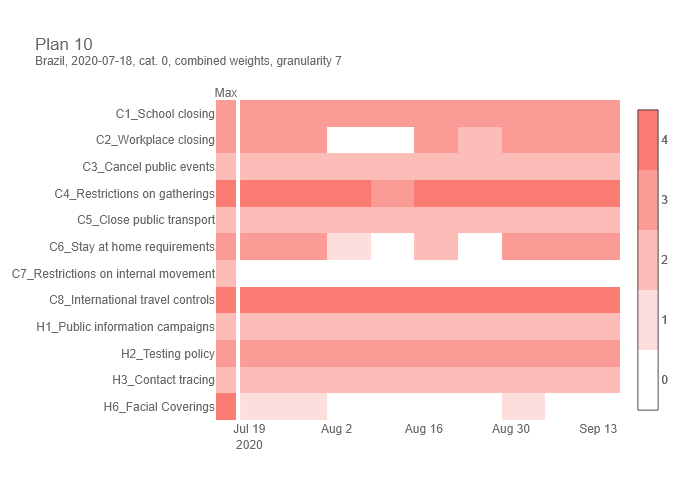 Plan 10
Brazil, 2020-07-18, cat. 0, combined weights, granularity 7
Max
C1_School closing
C2_Workplace closing
C3_Cancel public events
C4_Restrictions on gatherings
C5_Close public transport
C6_Stay at home requirements
C7_Restrictions on internal movement
C8_International travel controls
H1_Public information campaigns
H2_Testing policy
H3_Contact tracing
H6_Facial Coverings
Jul 19
2020
Aug 2
Aug 16
Aug 30
Sep 13
4
3
2
1
0